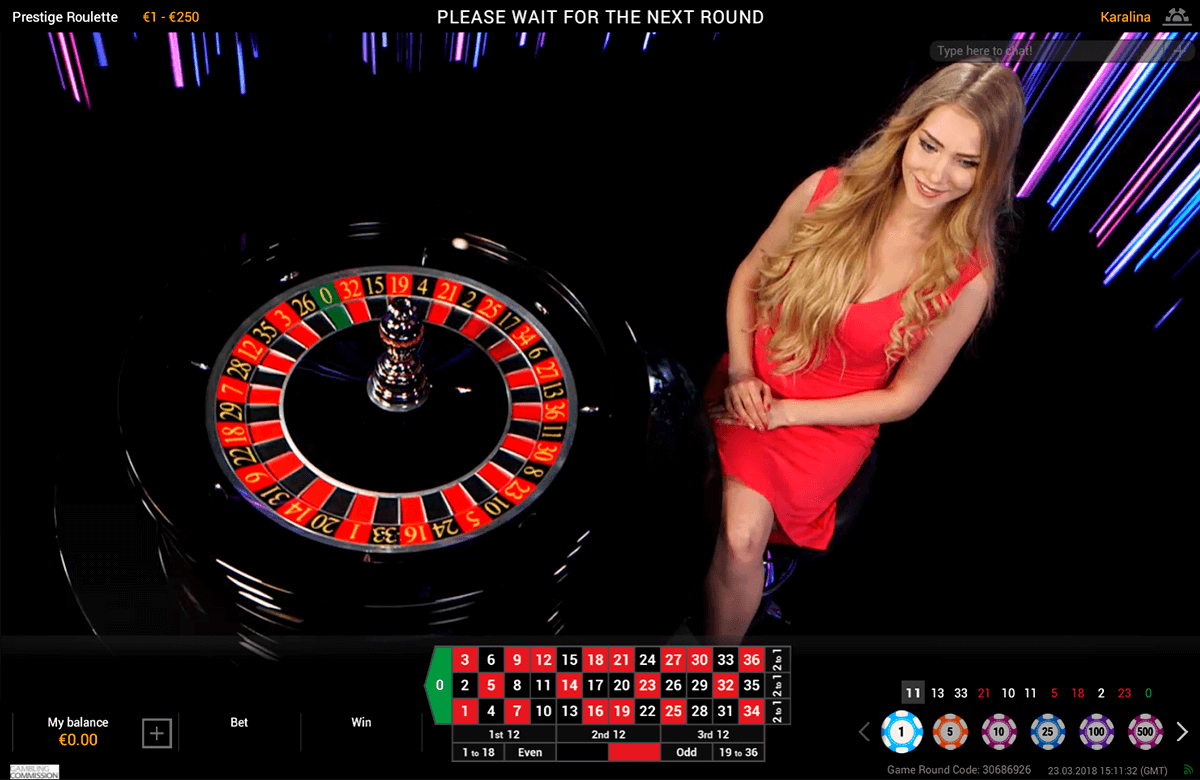 Prestige Roulette €1 - €250 PLEASE WAIT FOR THE NEXT ROUND Karalina
Type here to chat! +
26 0 32 15 19 4 21 2 25 17 34 6 27 13 36 11 30 8 23 10 5 24 16 33 1 20 14 31 9 22 18 29 7 28 12 35 3
3 6 9 12 15 18 21 24 27 30 33 36 2 to 1
0 2 5 8 11 14 17 20 23 26 29 32 35 2 to 1
1 4 7 10 13 16 19 22 25 28 31 34 2 to 1
1st 12 2nd 12 3rd 12
1 to 18 Even Odd 19 to 36
My balance Bet Win
€0.00
11 13 33 21 10 11 5 18 2 23 0
1 5 10 25 100 500
Game Round Code: 30686926 23.03.2018 15:11:32 (GMT)
GAMBLING
COMMISSION